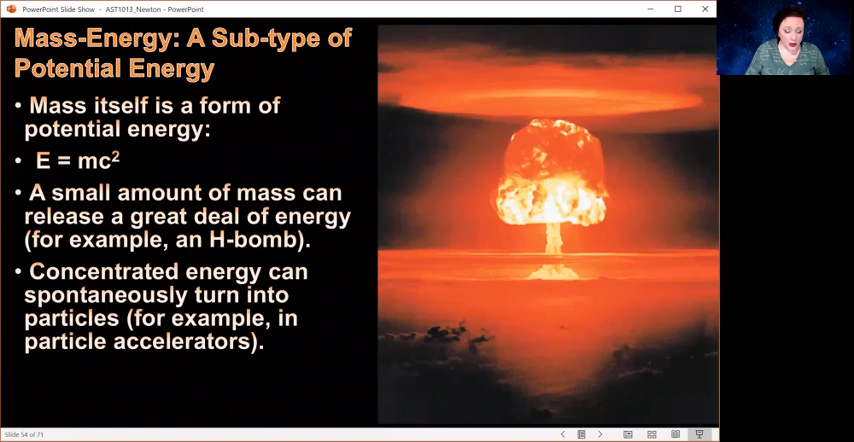 PowerPoint Slide Show - AST1013_Newton - PowerPoint
Mass-Energy: A Sub-type of
Potential Energy
• Mass itself is a form of
potential energy:
• E = mc²
• A small amount of mass can
release a great deal of energy
(for example, an H-bomb).
• Concentrated energy can
spontaneously turn into
particles (for example, in
particle accelerators).
Slide 54 of 71